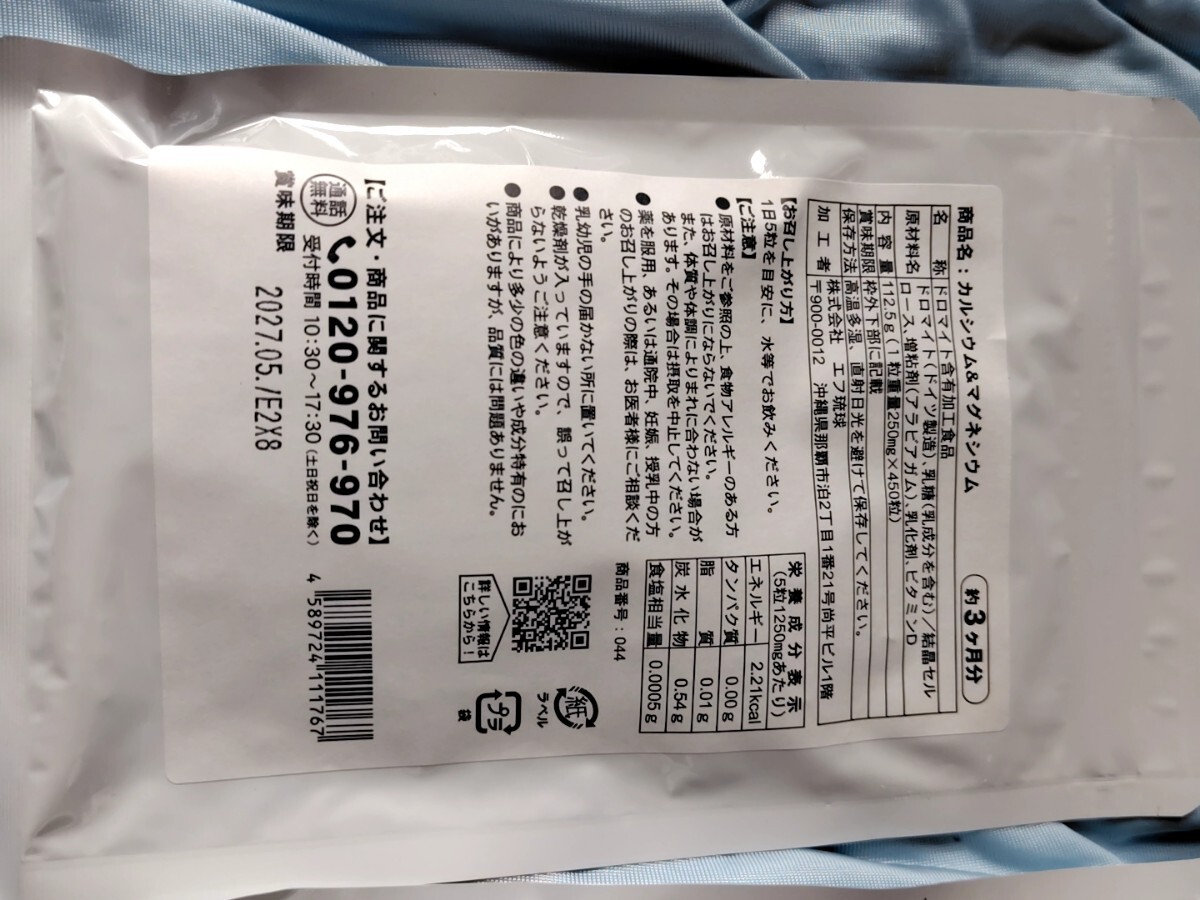 商品名：カルシウム&マグネシウム
約3ヶ月分
名称 ドロマイト含有加工食品
原材料名 ドロマイト(ドイツ製造)、乳糖(乳成分を含む)／結晶セル
ロース、増粘剤(アラビアガム)、乳化剤、ビタミンD
内容量 112.5g(1粒重量250mg×450粒)
賞味期限 枠外下部に記載
保存方法 高温多湿、直射日光を避けて保存してください。
加工者 株式会社 エフ琉球
〒900-0012 沖縄県那覇市泊2丁目1番21号尚平ビル1階
【お召し上がり方】
1日5粒を目安に、水等でお飲みください。
【ご注意】
●原材料をご参照の上、食物アレルギーのある方
はお召し上がりにならないでください。
また、体質や体調によりまれに合わない場合が
あります。その場合は摂取を中止してください。
●薬を服用、あるいは通院中、妊娠、授乳中の方
のお召し上がりの際は、お医者様にご相談くだ
さい。
●乳幼児の手の届かない所に置いてください。
●乾燥剤が入っていますので、誤って召し上が
らないようご注意ください。
●商品により多少の色の違いや成分特有のにお
いがありますが、品質には問題ありません。
栄養成分表示
(5粒1250mgあたり)
エネルギー 2.21kcal
タンパク質 0.00g
脂質 0.01g
炭水化物 0.54g
食塩相当量 0.0005g
商品番号：044
詳しい情報は
こちらから！
紙
ラベル
プラ
袋
【ご注文・商品に関するお問い合わせ】
通話
無料
0120-976-970
受付時間 10:30～17:30(土日祝日を除く)
賞味期限
2027.05./E2X8
4 589724 111767